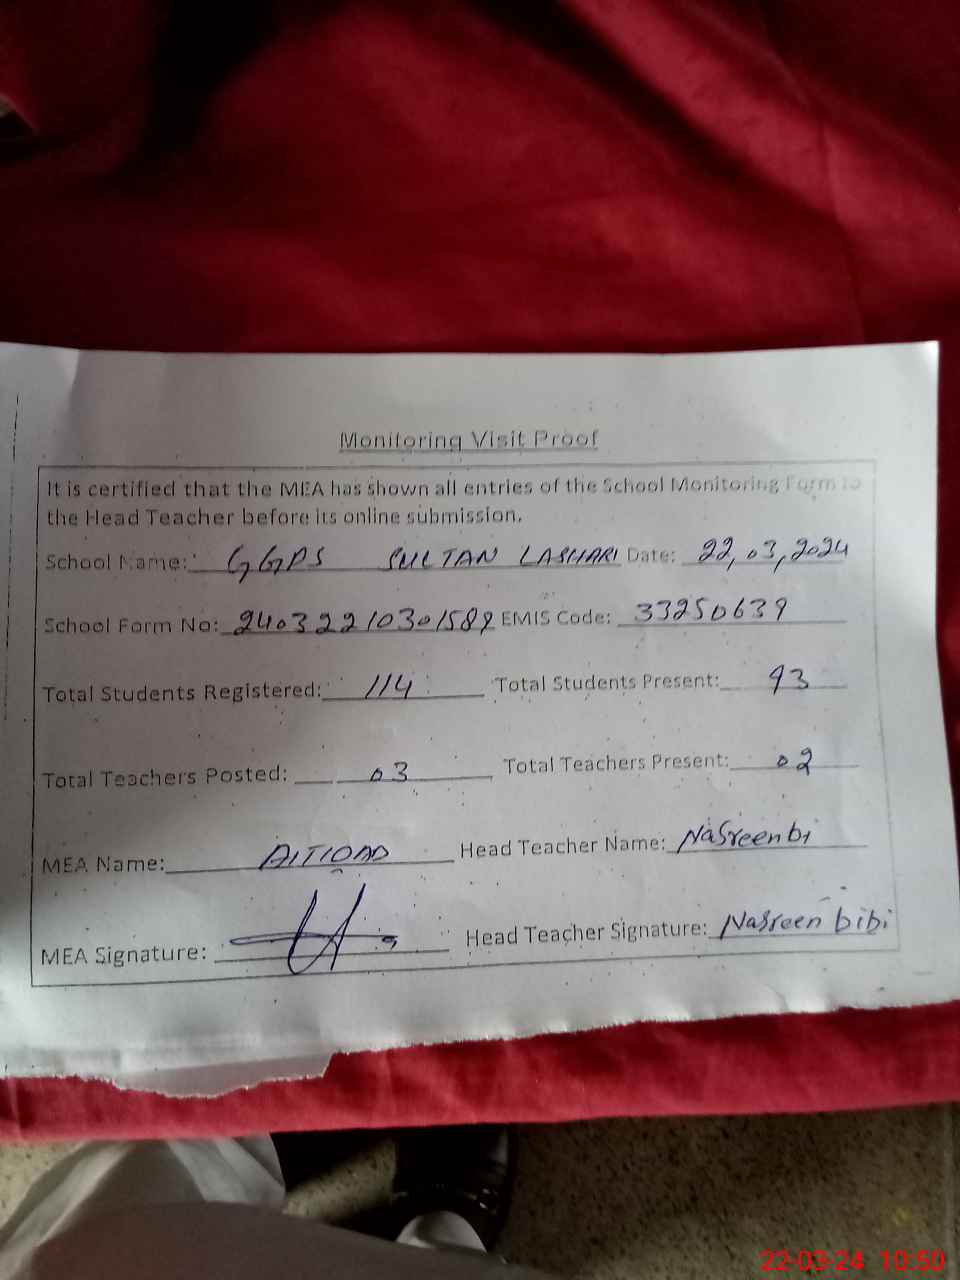 Monitoring Visit Proof
It is certified that the MEA has shown all entries of the School Monitoring Form to
the Head Teacher before its online submission.
School Name: GGPS SULTAN LASHARI Date: 22,03,2024
School Form No: EMIS Code: 33250639
Total Students Registered: 114 Total Students Present: 93
Total Teachers Posted: 03 Total Teachers Present: 02
MEA Name: Head Teacher Name: Nasreenbi
MEA Signature: Head Teacher Signature: Nasreen bibi
22-03-24 10:50